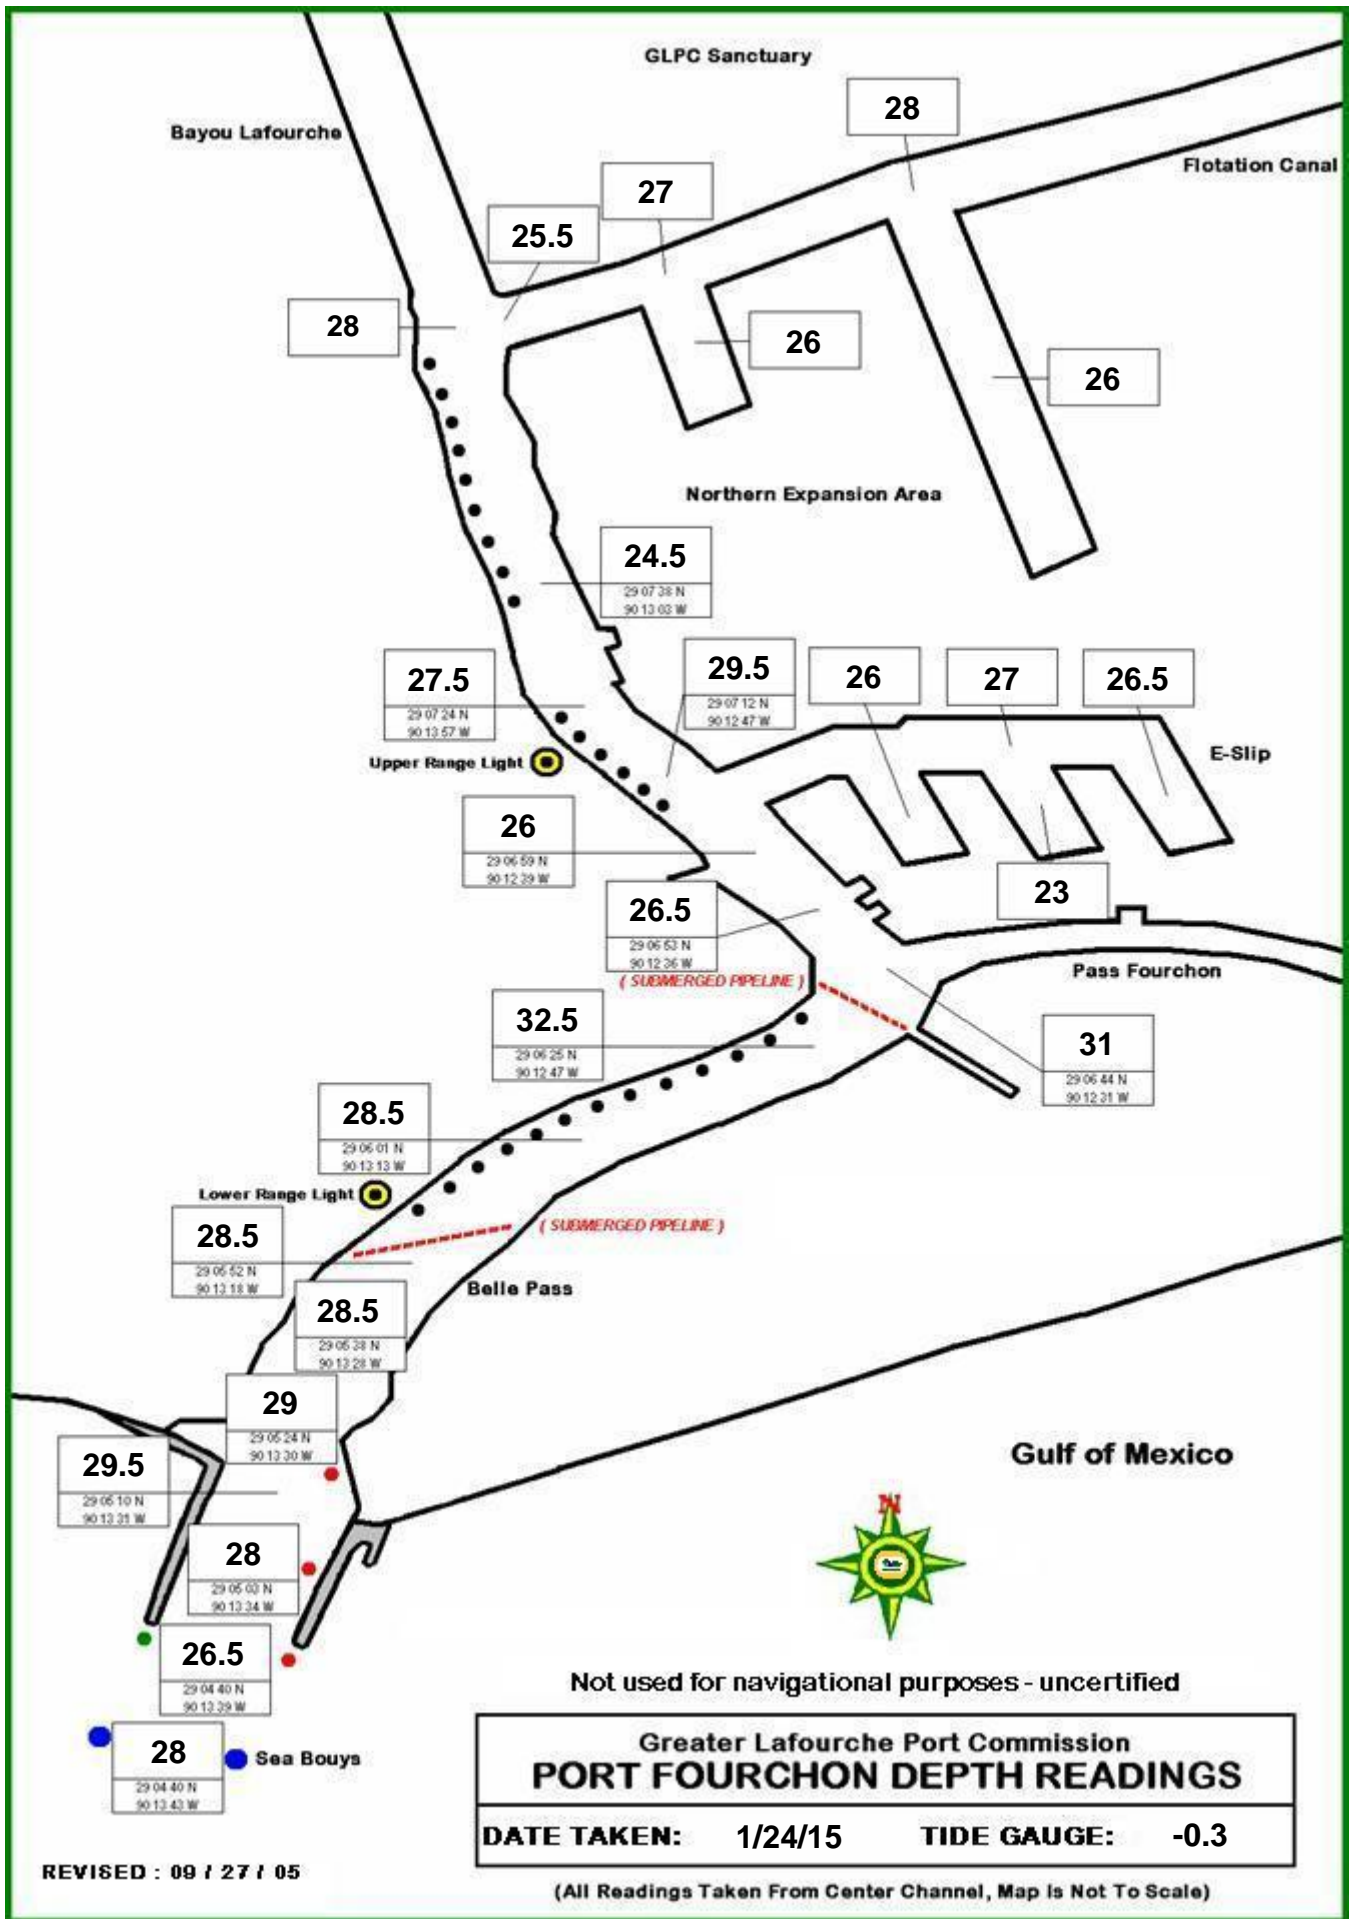 GLPC Sanctuary
28
Bayou Lafourche
Flotation Canal
27
25.5
28
26
26
Northern Expansion Area
24.5
29 07 38 N
90 13 03 W
27.5
29 07 24 N
90 13 57 W
29.5
29 07 12 N
90 12 47 W
26
27
26.5
E-Slip
Upper Range Light
26
29 06 59 N
90 12 39 W
23
26.5
29 06 53 N
90 12 36 W
( SUBMERGED PIPELINE )
Pass Fourchon
32.5
29 06 25 N
90 12 47 W
31
29 06 44 N
90 12 31 W
28.5
29 06 01 N
90 13 13 W
Lower Range Light
28.5
29 05 52 N
90 13 18 W
( SUBMERGED PIPELINE )
Belle Pass
28.5
29 05 38 N
90 13 28 W
29
29 05 24 N
90 13 30 W
29.5
29 05 10 N
90 13 31 W
Gulf of Mexico
N
28
29 05 03 N
90 13 34 W
26.5
29 04 40 N
90 13 39 W
28
29 04 40 N
90 13 43 W
Sea Bouys
Not used for navigational purposes - uncertified
Greater Lafourche Port Commission
PORT FOURCHON DEPTH READINGS
DATE TAKEN: 1/24/15 TIDE GAUGE: -0.3
REVISED : 09 / 27 / 05
(All Readings Taken From Center Channel, Map Is Not To Scale)